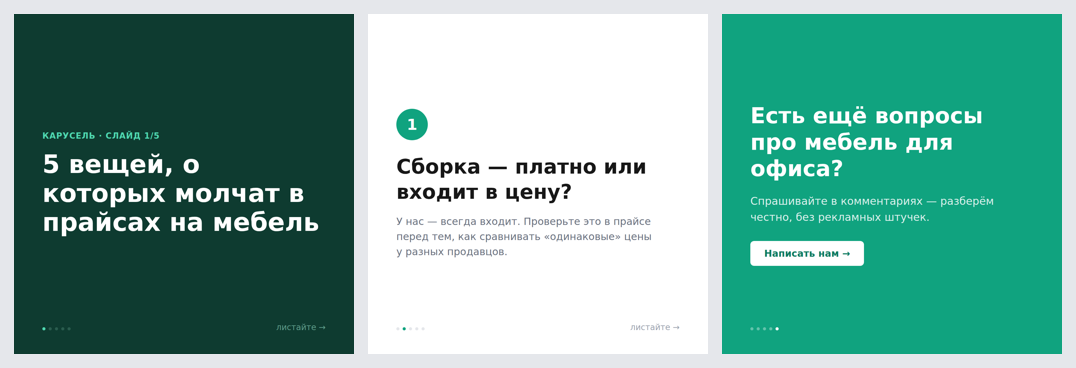 КАРУСЕЛЬ · СЛАЙД 1/5
5 вещей, о
которых молчат в
прайсах на мебель
листайте →
1
Сборка — платно или
входит в цену?
У нас — всегда входит. Проверьте это в прайсе
перед тем, как сравнивать «одинаковые» цены
у разных продавцов.
листайте →
Есть ещё вопросы
про мебель для
офиса?
Спрашивайте в комментариях — разберём
честно, без рекламных штучек.
Написать нам →